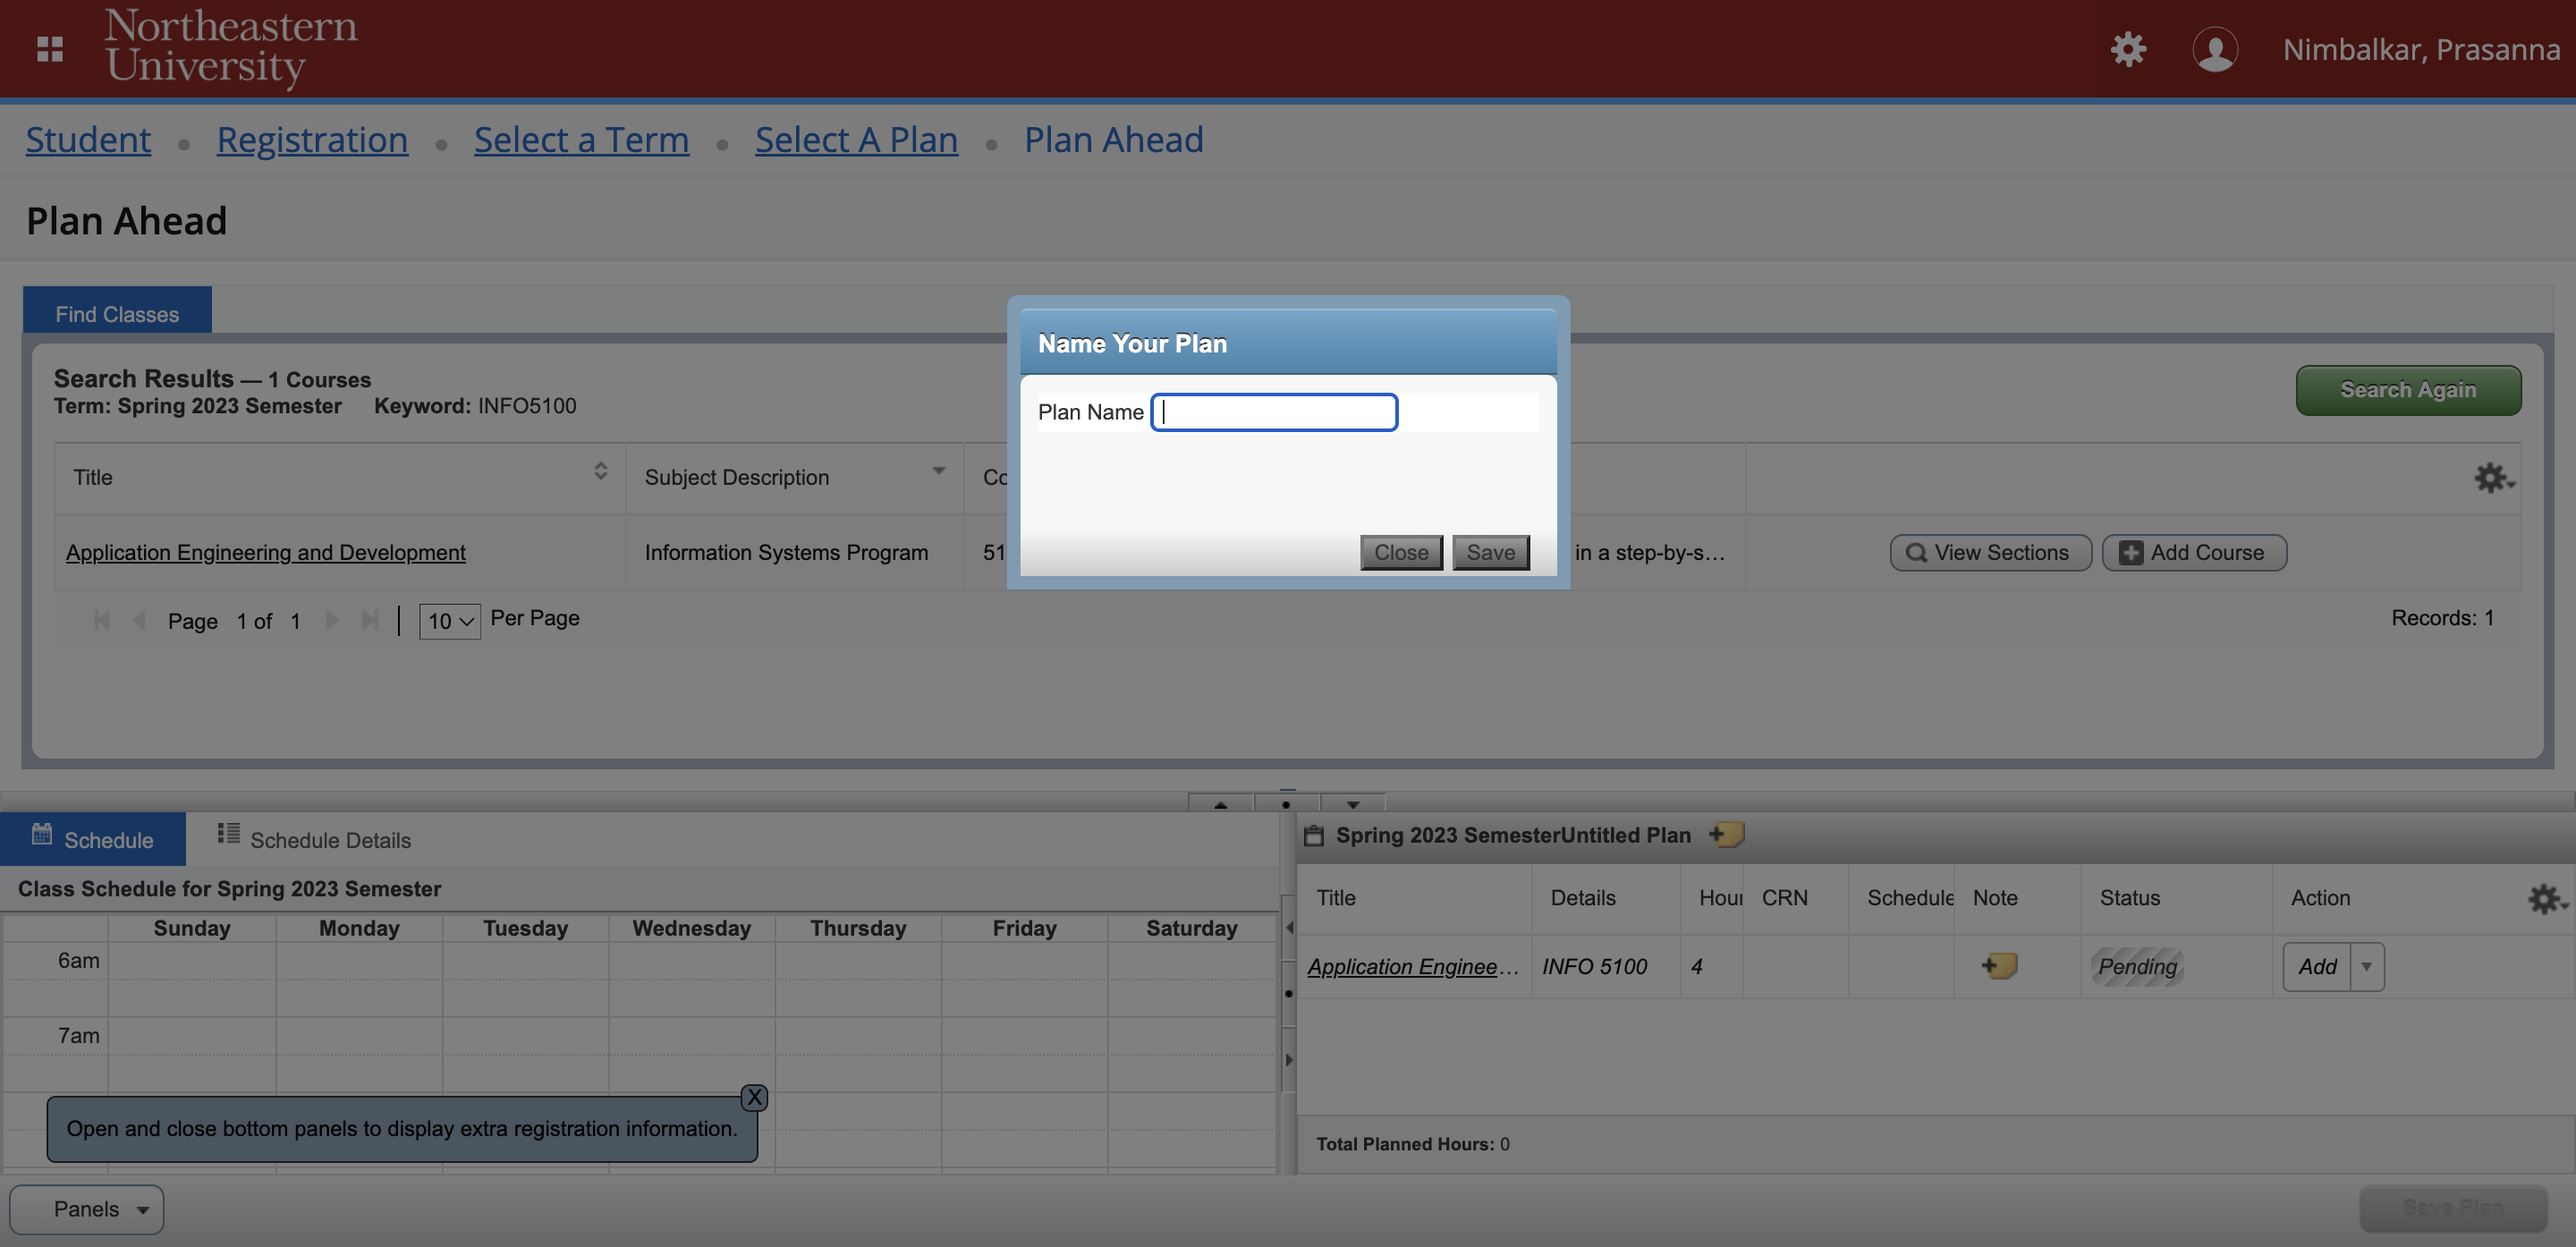 Northeastern
University
Nimbalkar, Prasanna
Student • Registration • Select a Term • Select A Plan • Plan Ahead
Plan Ahead
Find Classes
Search Results — 1 Courses
Term: Spring 2023 Semester Keyword: INFO5100
Search Again
Name Your Plan
Plan Name
Close Save
Title Subject Description Co
Application Engineering and Development Information Systems Program 51 in a step-by-s... View Sections Add Course
Page 1 of 1 | 10 Per Page Records: 1
Schedule Schedule Details
Class Schedule for Spring 2023 Semester
Sunday Monday Tuesday Wednesday Thursday Friday Saturday
6am
7am
X
Open and close bottom panels to display extra registration information.
Spring 2023 SemesterUntitled Plan
Title Details Hour CRN Schedule Note Status Action
Application Enginee... INFO 5100 4 Pending Add
Total Planned Hours: 0
Panels
Save Plan